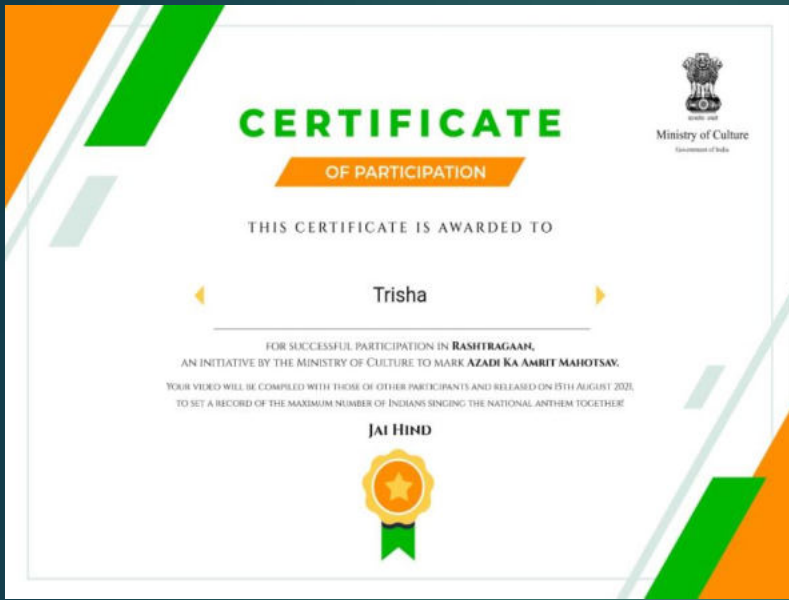 CERTIFICATE
OF PARTICIPATION
Ministry of Culture
Government of India
THIS CERTIFICATE IS AWARDED TO
Trisha
FOR SUCCESSFUL PARTICIPATION IN RASHTRAGAAN,
AN INITIATIVE BY THE MINISTRY OF CULTURE TO MARK AZADI KA AMRIT MAHOTSAV.
YOUR VIDEO WILL BE COMPILED WITH THOSE OF OTHER PARTICIPANTS AND RELEASED ON 15TH AUGUST 2021,
TO SET A RECORD OF THE MAXIMUM NUMBER OF INDIANS SINGING THE NATIONAL ANTHEM TOGETHER!
JAI HIND